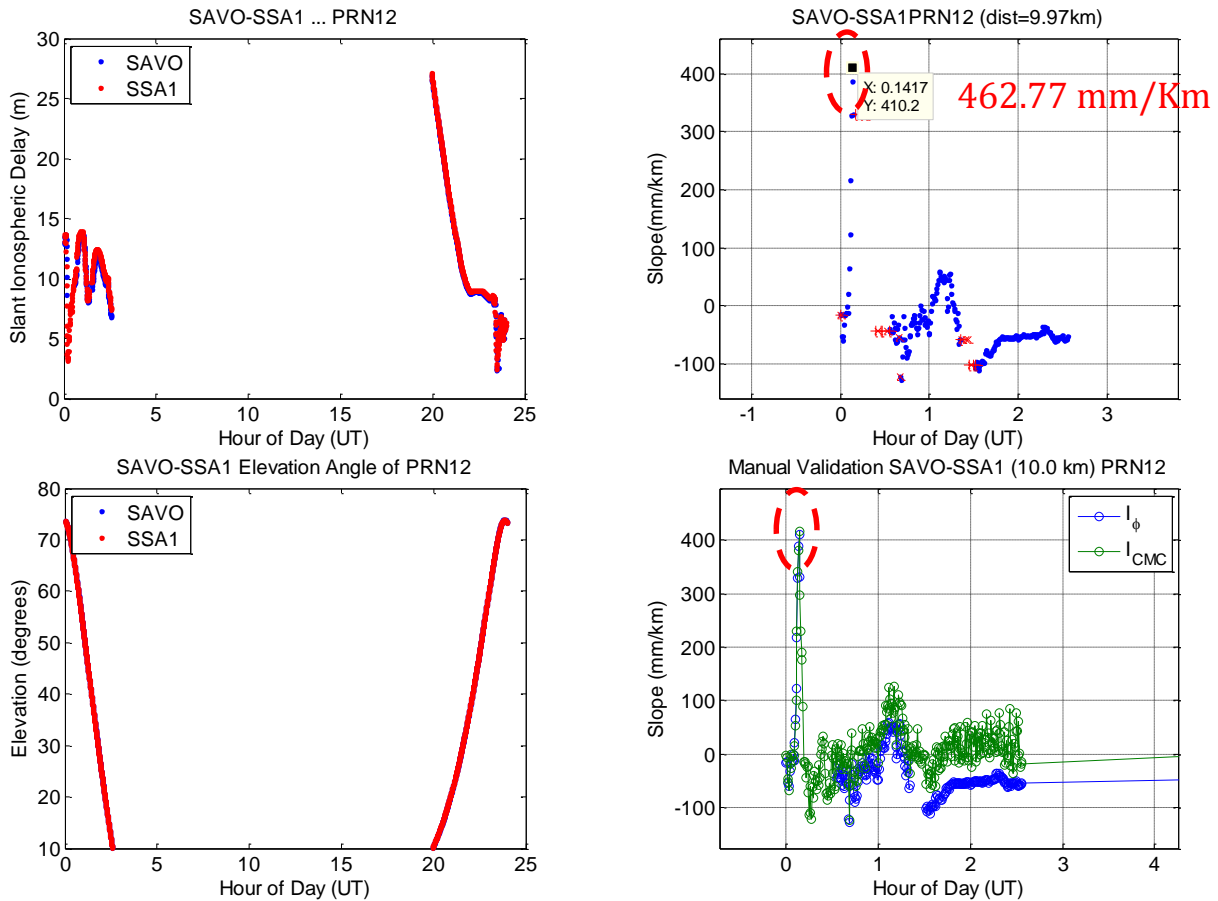 SAVO-SSA1 ... PRN12
30
25
20
15
10
5
0
0
5
10
15
20
25
Slant Ionospheric Delay (m)
Hour of Day (UT)
SAVO
SSA1
SAVO-SSA1PRN12 (dist=9.97km)
400
300
200
100
0
-100
-1
0
1
2
3
Slope(mm/km)
Hour of Day (UT)
X: 0.1417
Y: 410.2
462.77 mm/Km
SAVO-SSA1 Elevation Angle of PRN12
80
70
60
50
40
30
20
10
0
5
10
15
20
25
Elevation (degrees)
Hour of Day (UT)
SAVO
SSA1
Manual Validation SAVO-SSA1 (10.0 km) PRN12
400
300
200
100
0
-100
0
1
2
3
4
Slope (mm/km)
Hour of Day (UT)
I_ϕ
I_CMC